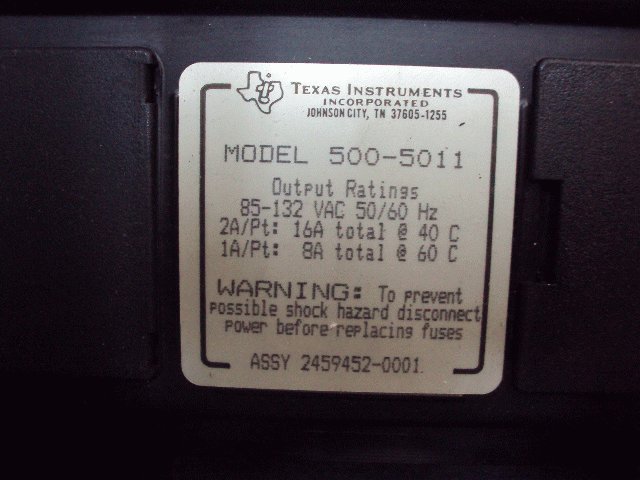 TEXAS INSTRUMENTS
INCORPORATED
JOHNSON CITY, TN 37605-1255
MODEL 500-5011
Output Ratings
85-132 VAC 50/60 Hz
2A/Pt: 16A total @ 40 C
1A/Pt: 8A total @ 60 C
WARNING: To prevent
possible shock hazard disconnect
power before replacing fuses
ASSY 2459452-0001